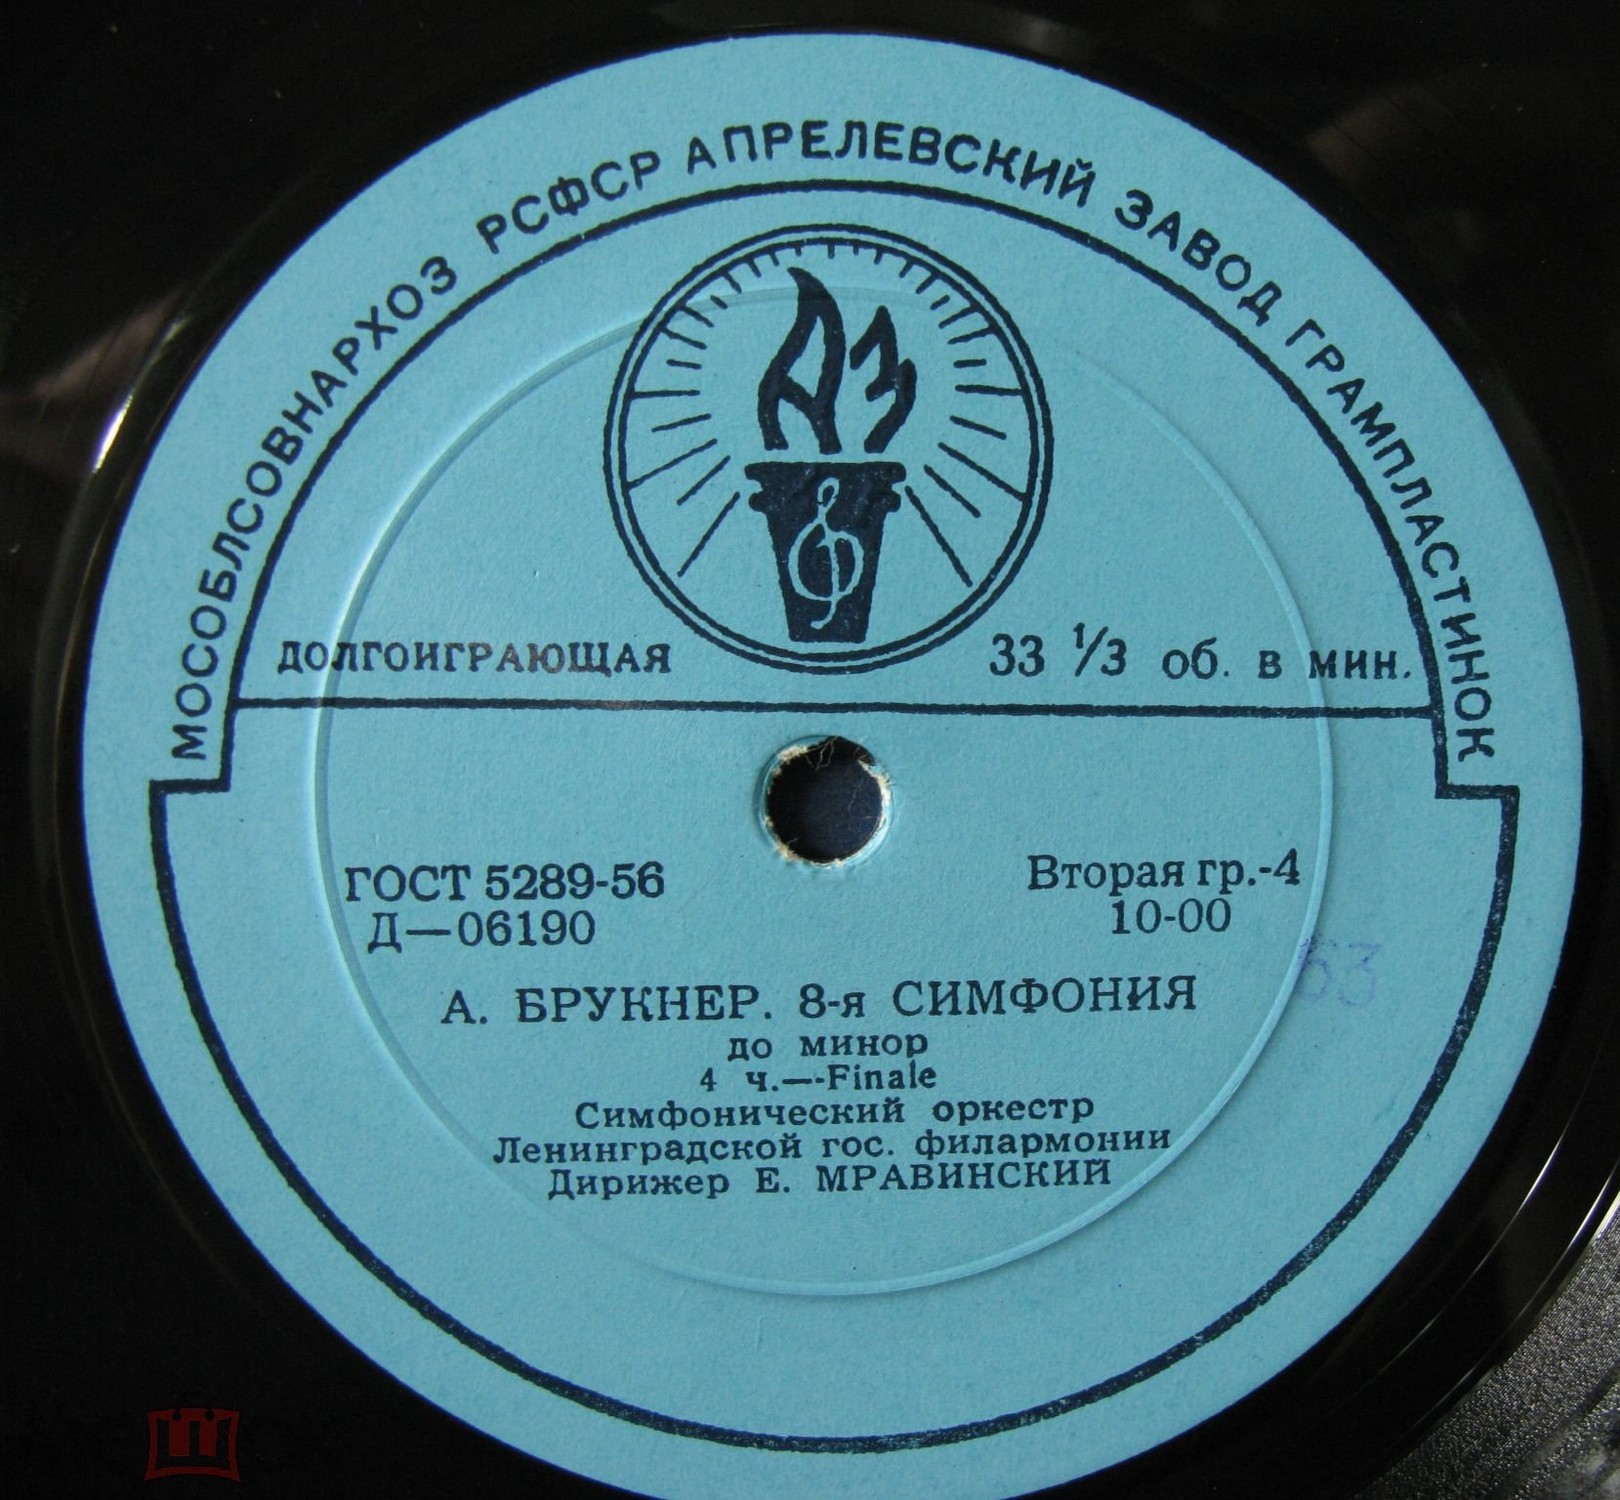 МОСОБЛСОВНАРХОЗ РСФСР АПРЕЛЕВСКИЙ ЗАВОД ГРАМПЛАСТИНОК
АЗ
ДОЛГОИГРАЮЩАЯ
33 1/3 об. в мин.
ГОСТ 5289-56
Д—06190
Вторая гр.-4
10-00
63
А. БРУКНЕР. 8-я СИМФОНИЯ
до минор
4 ч.—-Finale
Симфонический оркестр
Ленинградской гос. филармонии
Дирижер Е. МРАВИНСКИЙ